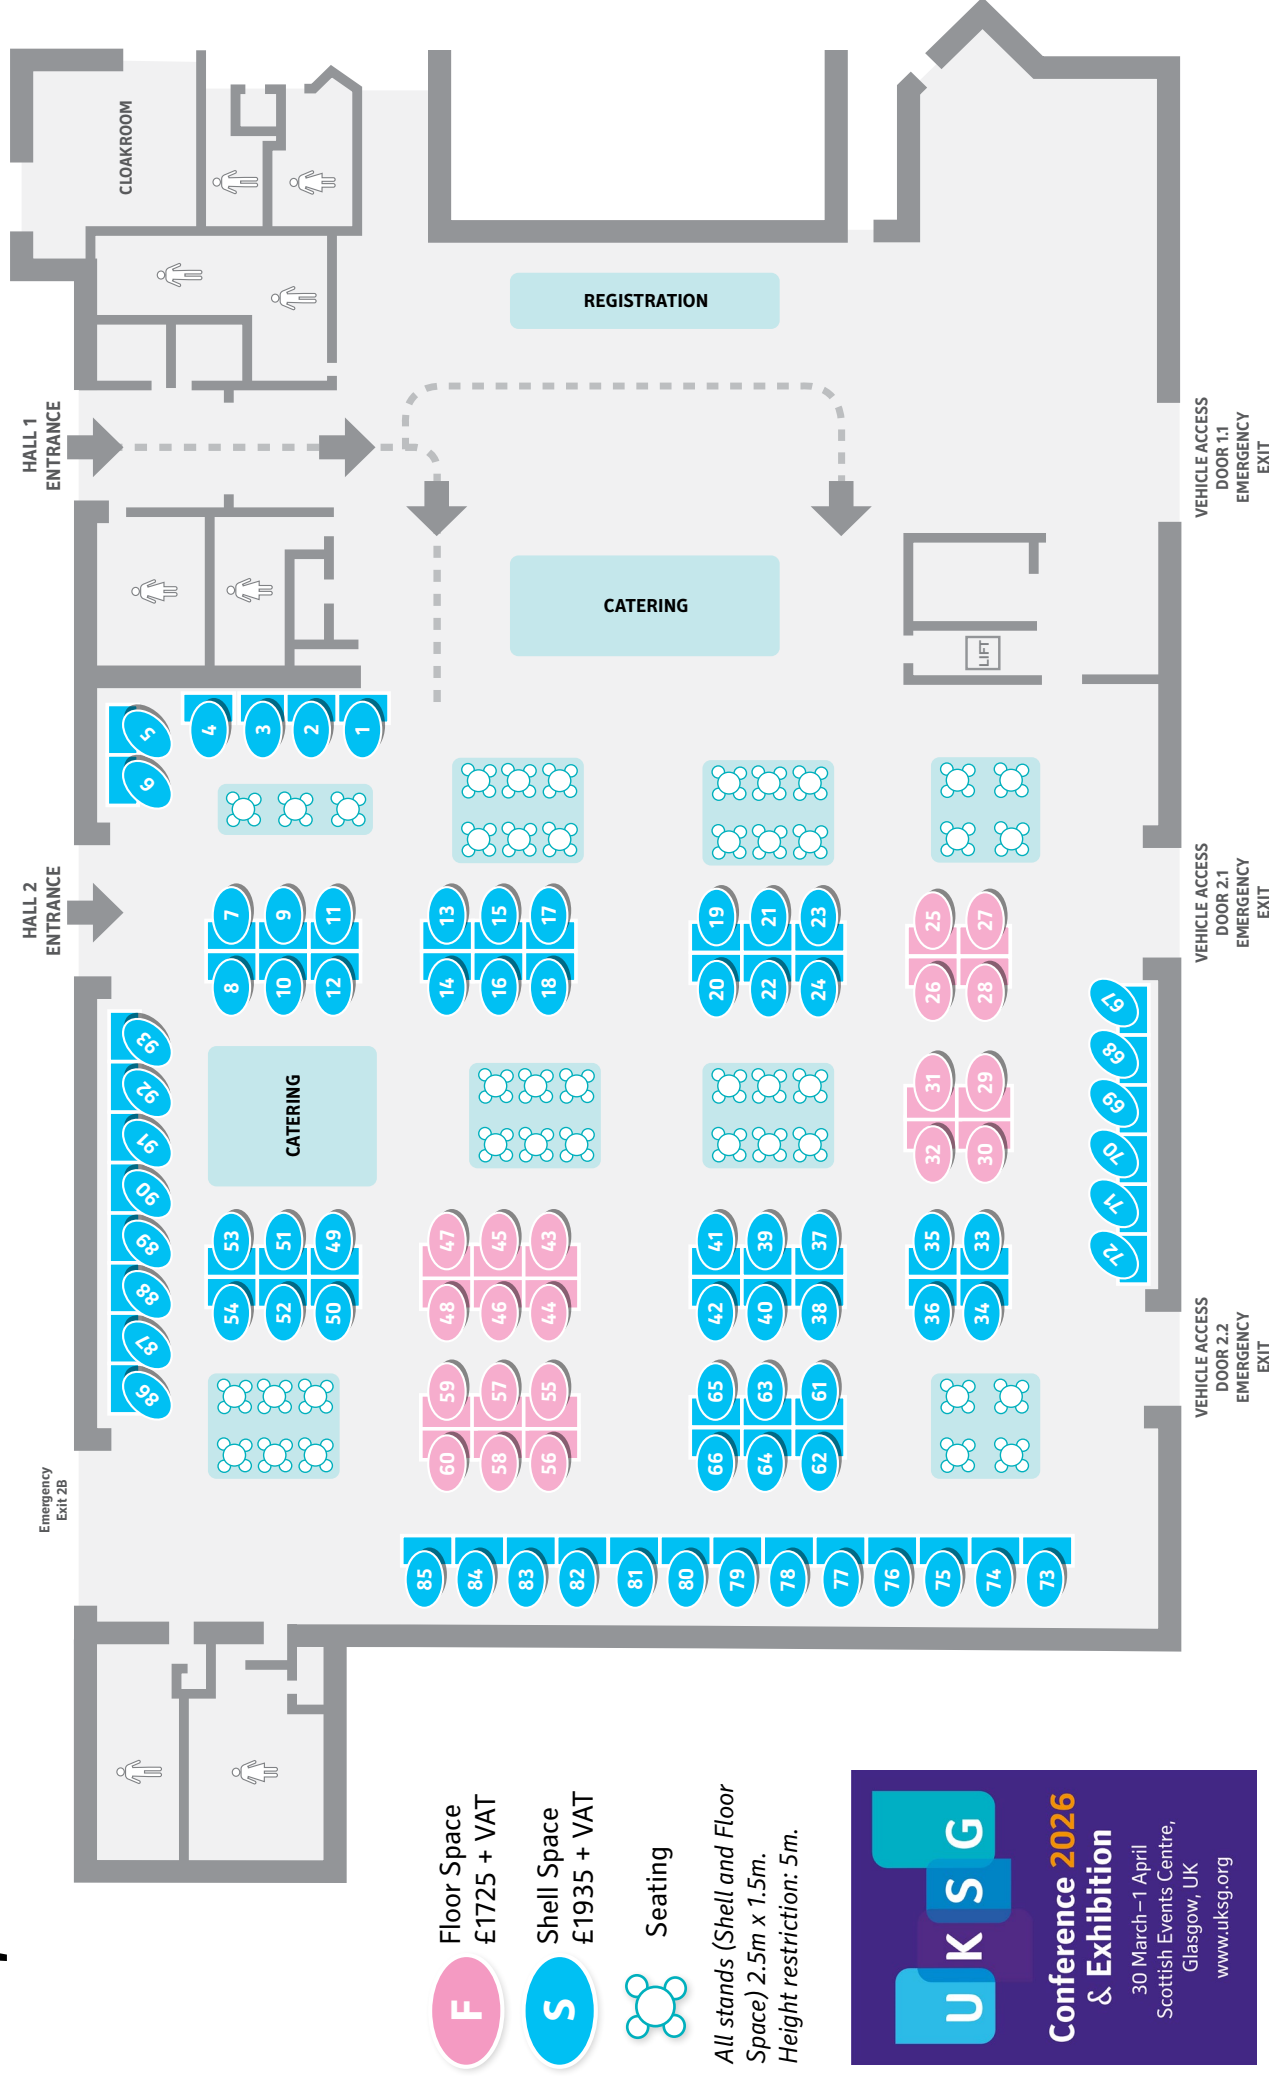 CLOAKROOM
HALL 1
ENTRANCE
REGISTRATION
VEHICLE ACCESS
DOOR 1.1
EMERGENCY
EXIT
CATERING
LIFT
5
6
4
3
2
1
HALL 2
ENTRANCE
7
9
11
8
10
12
13
15
17
14
16
18
19
21
23
20
22
24
25
27
26
28
VEHICLE ACCESS
DOOR 2.1
EMERGENCY
EXIT
93
92
91
90
89
88
87
86
CATERING
31
29
32
30
67
68
69
70
71
72
53
51
49
54
52
50
47
45
43
48
46
44
41
39
37
42
40
38
35
33
36
34
VEHICLE ACCESS
DOOR 2.2
EMERGENCY
EXIT
59
57
55
60
58
56
65
63
61
66
64
62
Emergency
Exit 2B
85
84
83
82
81
80
79
78
77
76
75
74
73
F
Floor Space
£1725 + VAT
S
Shell Space
£1935 + VAT
Seating
All stands (Shell and Floor
Space) 2.5m x 1.5m.
Height restriction: 5m.
UKSG
Conference 2026
& Exhibition
30 March–1 April
Scottish Events Centre,
Glasgow, UK
www.uksg.org